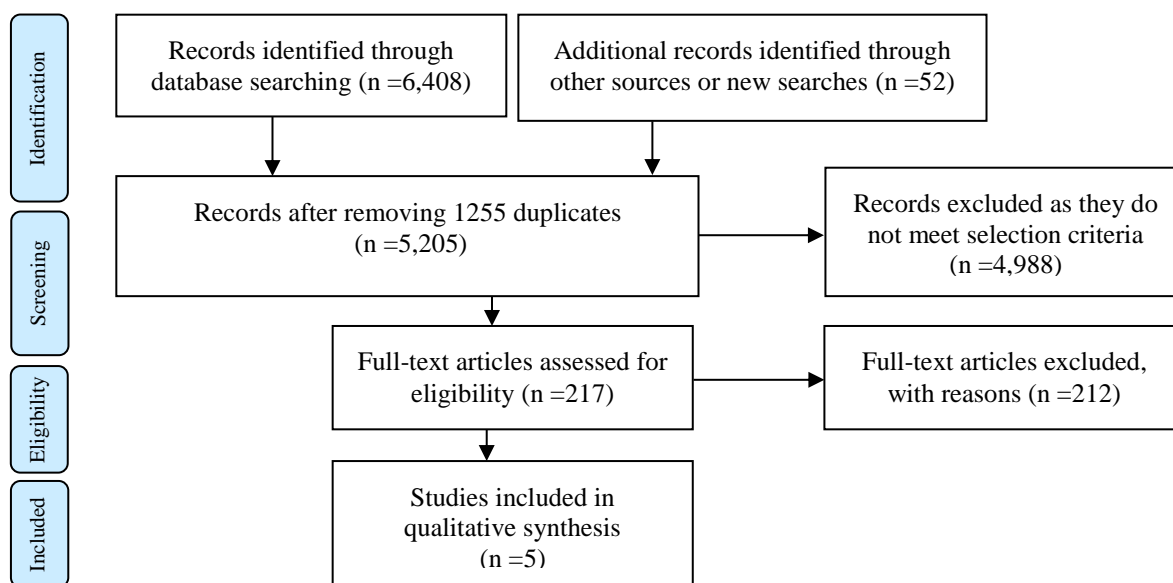 Identification
Records identified through
database searching (n =6,408)
Additional records identified through
other sources or new searches (n =52)
Records after removing 1255 duplicates
(n =5,205)
Records excluded as they do
not meet selection criteria
(n =4,988)
Screening
Full-text articles assessed for
eligibility (n =217)
Full-text articles excluded,
with reasons (n =212)
Eligibility
Studies included in
qualitative synthesis
(n =5)
Included